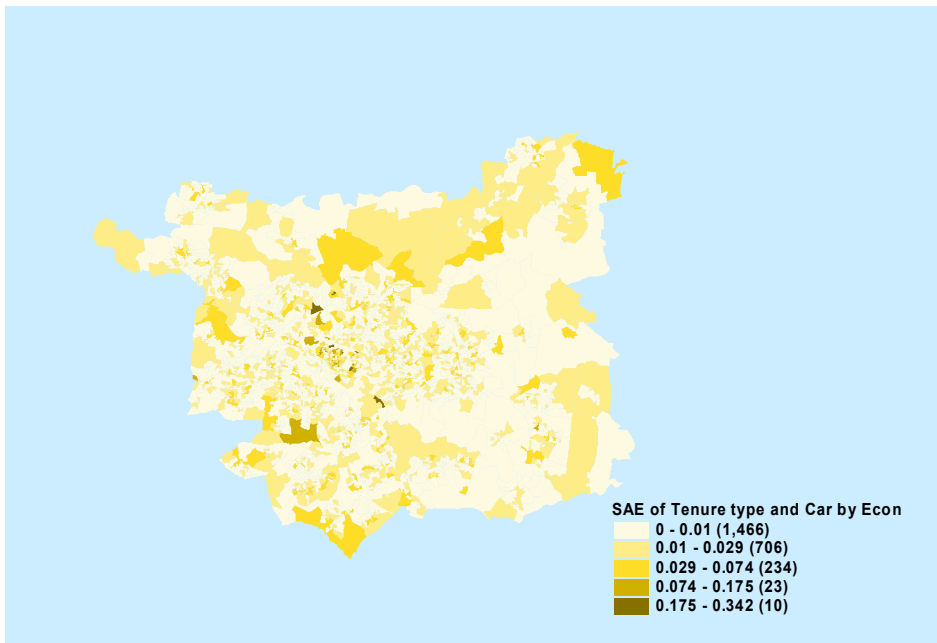 SAE of Tenure type and Car by Econ
0 - 0.01 (1,466)
0.01 - 0.029 (706)
0.029 - 0.074 (234)
0.074 - 0.175 (23)
0.175 - 0.342 (10)